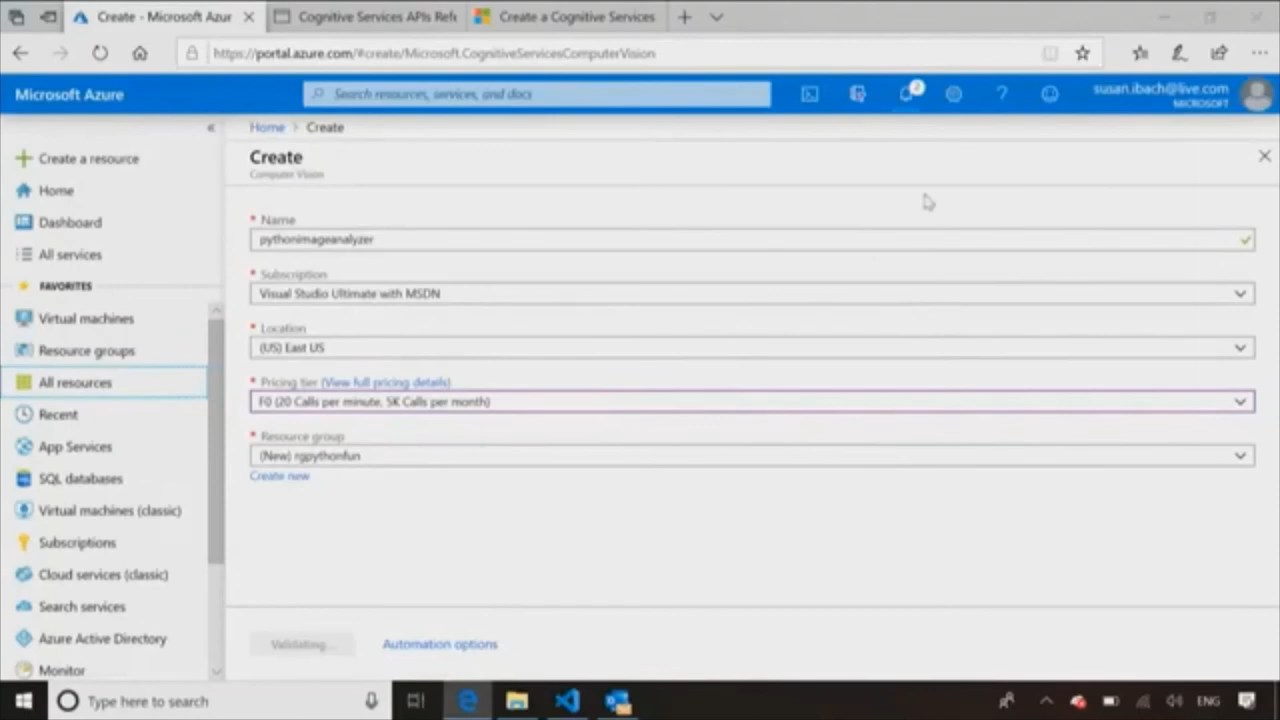 Create - Microsoft Azur
Cognitive Services APIs Refe
Create a Cognitive Services
https://portal.azure.com/#create/Microsoft.CognitiveServicesComputerVision
Microsoft Azure
Search resources, services, and docs
2
susan.ibach@live.com
MICROSOFT
Home > Create
Create
Computer Vision
Create a resource
Home
Dashboard
All services
FAVORITES
Virtual machines
Resource groups
All resources
Recent
App Services
SQL databases
Virtual machines (classic)
Subscriptions
Cloud services (classic)
Search services
Azure Active Directory
Monitor
* Name
pythonimageanalyzer
* Subscription
Visual Studio Ultimate with MSDN
* Location
(US) East US
* Pricing tier (View full pricing details)
F0 (20 Calls per minute, 5K Calls per month)
* Resource group
(New) rgpythonfun
Create new
Validating...
Automation options
Type here to search
ENG